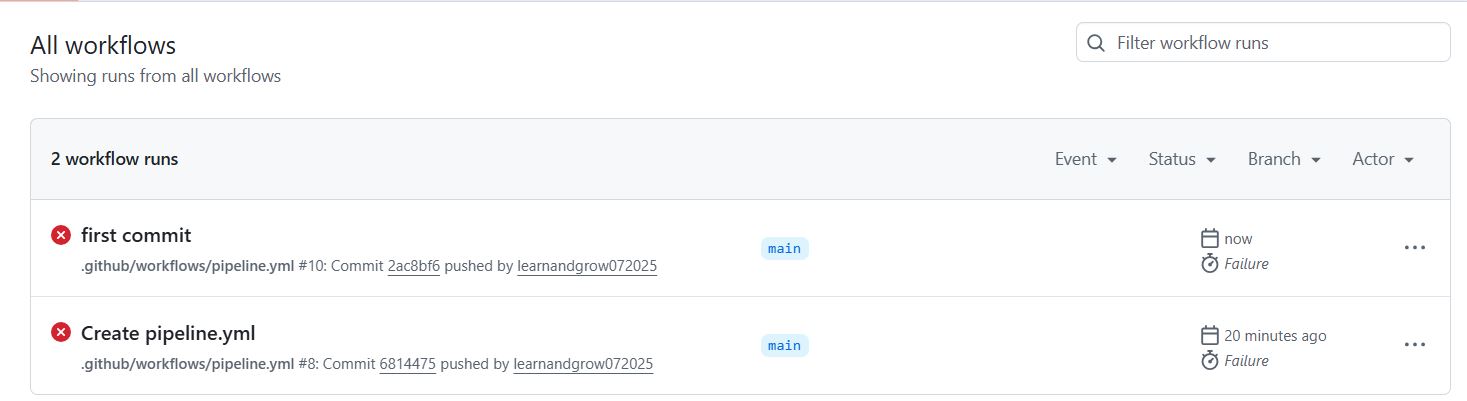 All workflows
Filter workflow runs
Showing runs from all workflows
2 workflow runs
Event
Status
Branch
Actor
first commit
.github/workflows/pipeline.yml #10: Commit 2ac8bf6 pushed by learnandgrow072025
main
now
Failure
Create pipeline.yml
.github/workflows/pipeline.yml #8: Commit 6814475 pushed by learnandgrow072025
main
20 minutes ago
Failure